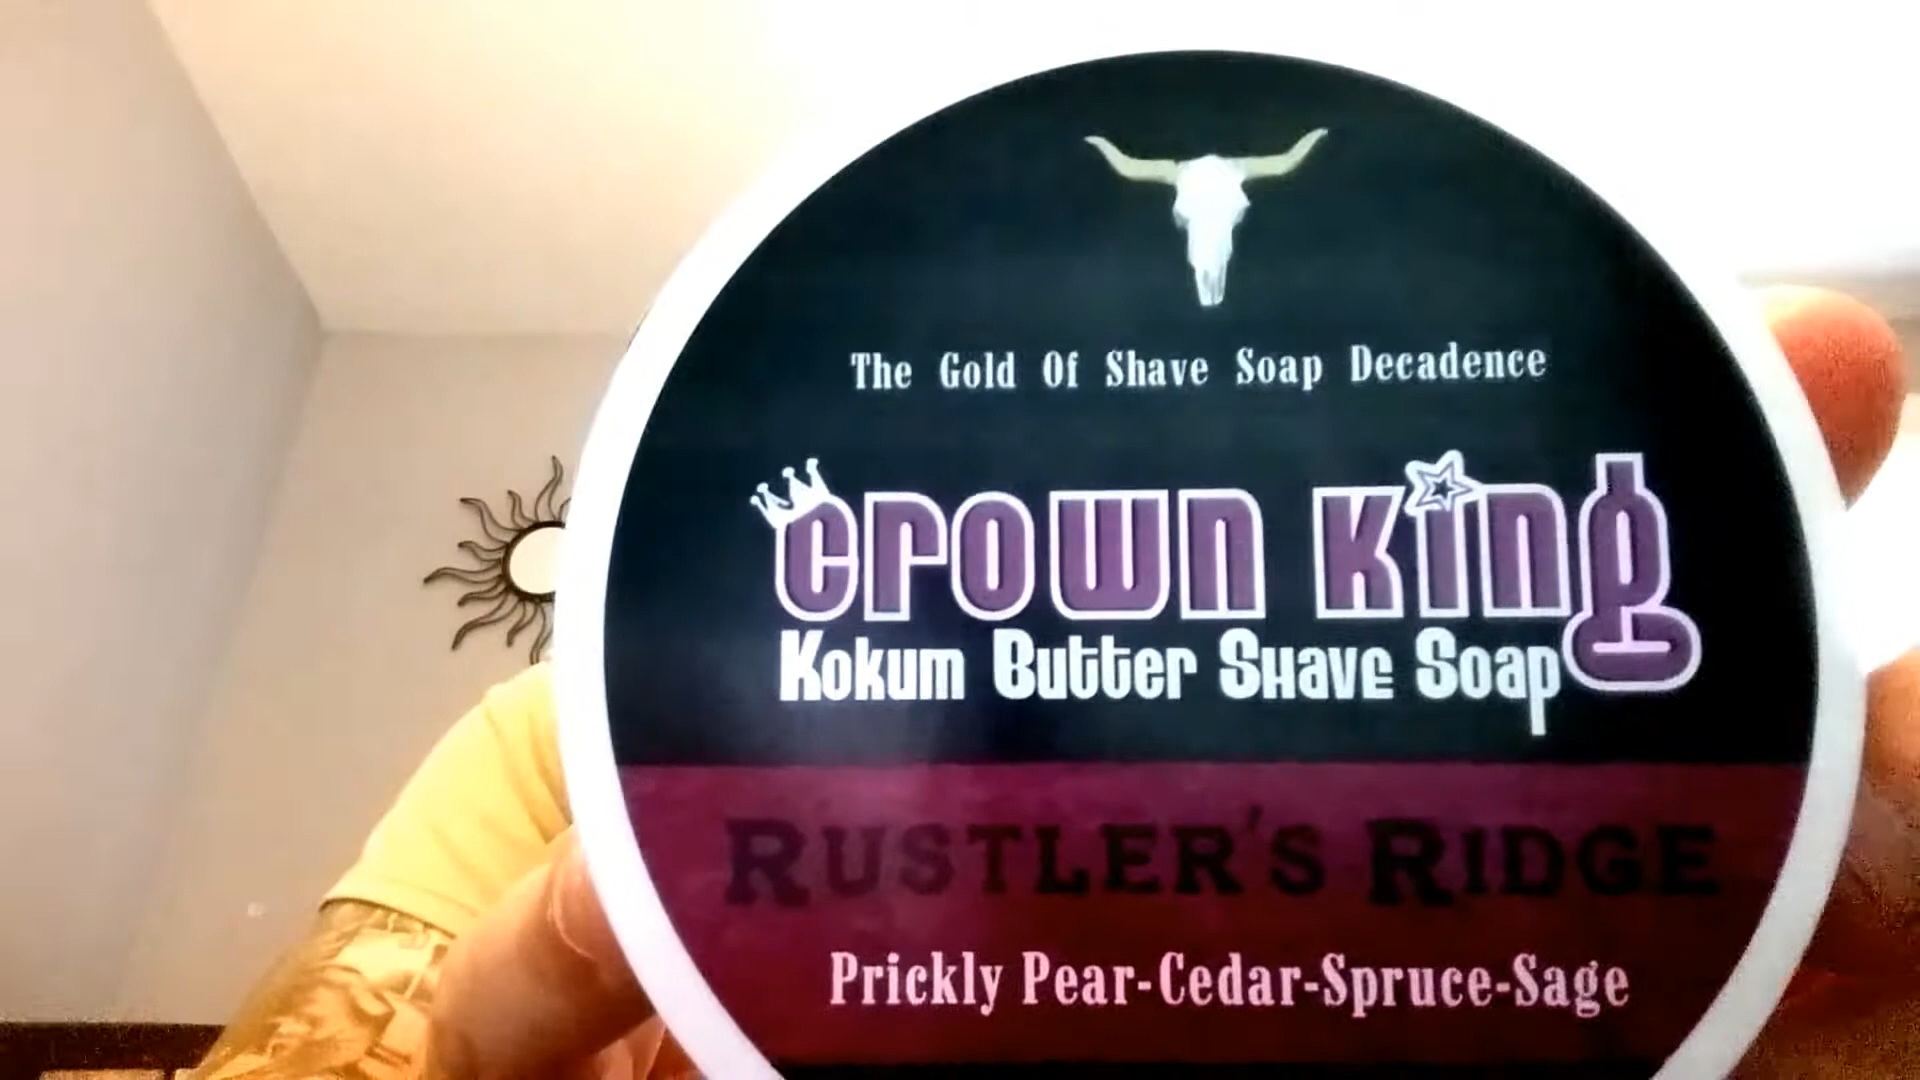 The Gold Of Shave Soap Decadence
Crown King
Kokum Butter Shave Soap
Rustler's Ridge
Prickly Pear-Cedar-Spruce-Sage